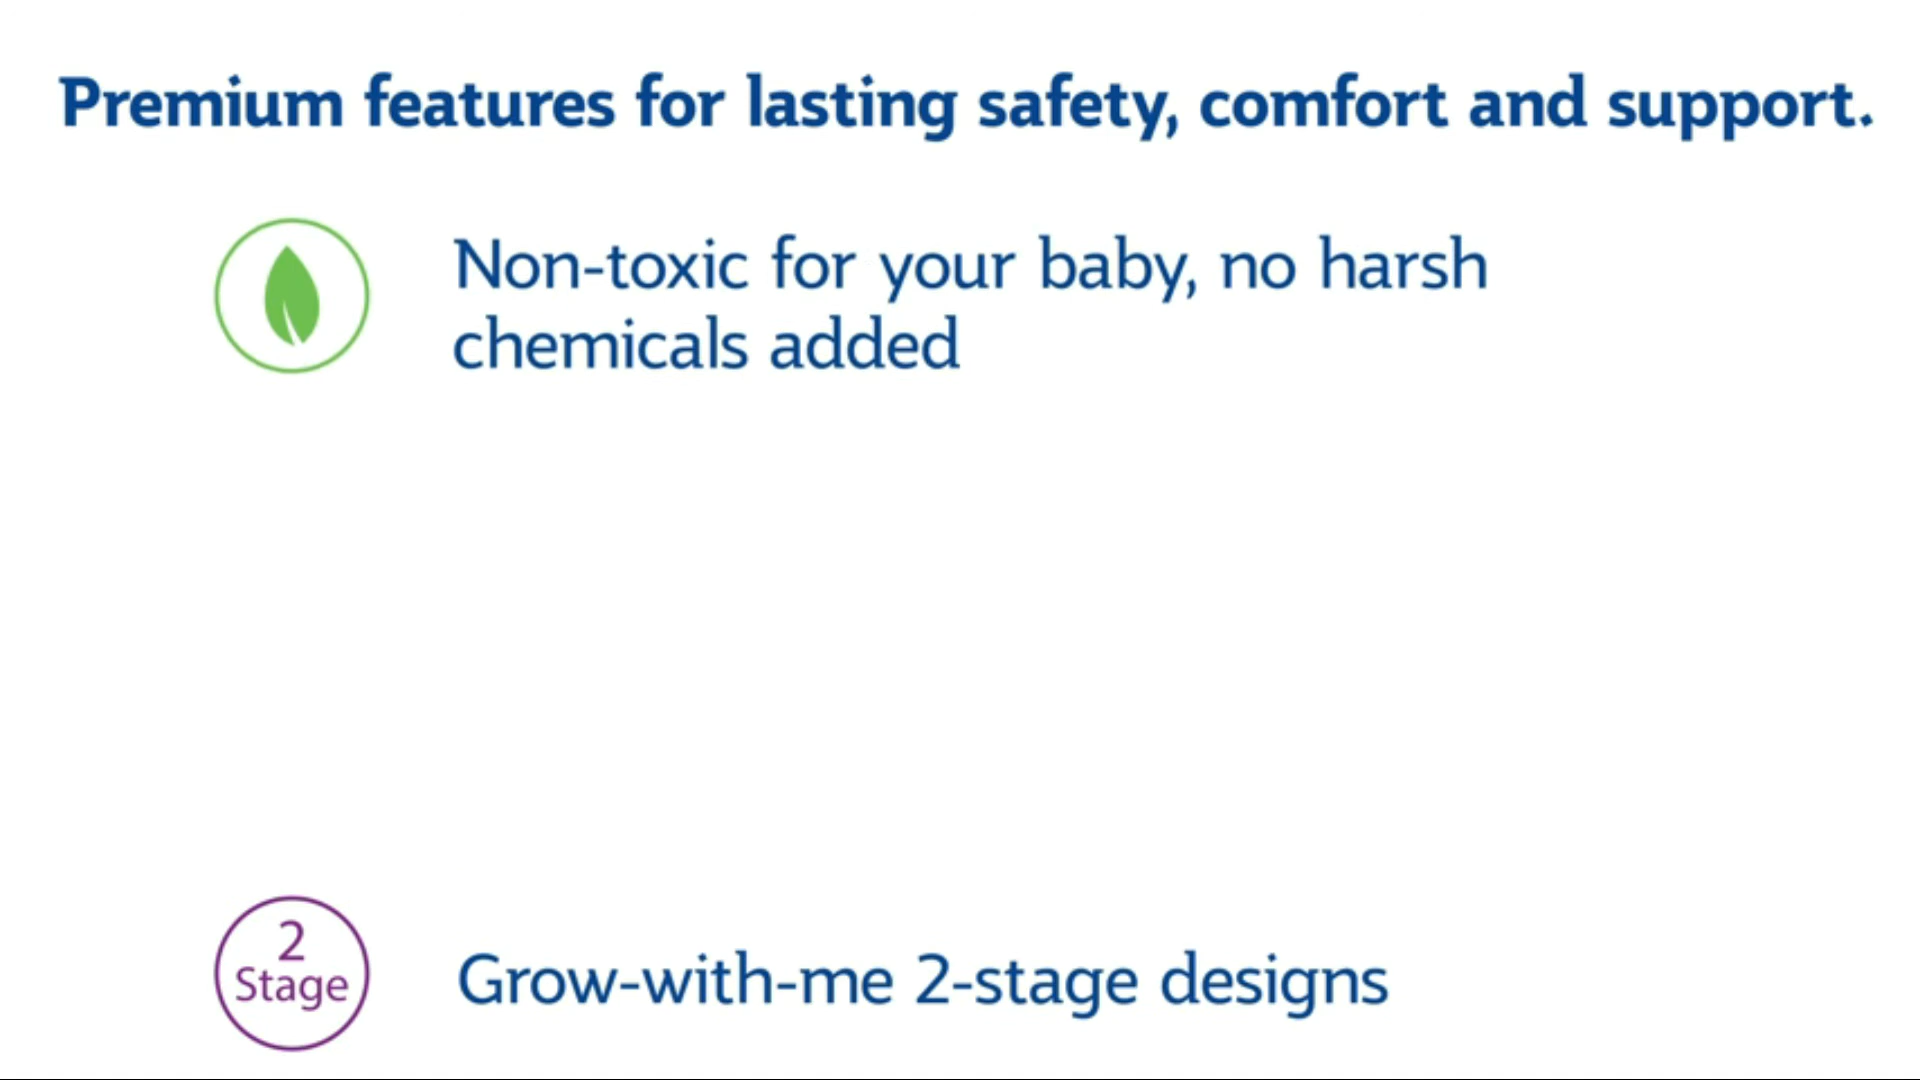 Premium features for lasting safety, comfort and support.
Non-toxic for your baby, no harsh
chemicals added
2
Stage
Grow-with-me 2-stage designs